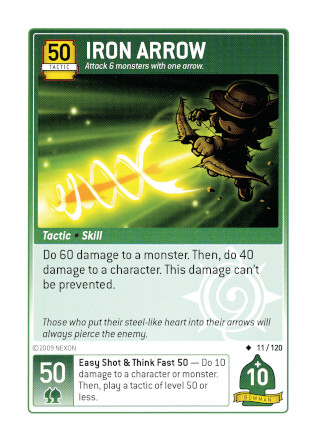 50
TACTIC
IRON ARROW
Attack 6 monsters with one arrow.
Tactic • Skill
Do 60 damage to a monster. Then, do 40
damage to a character. This damage can't
be prevented.
Those who put their steel-like heart into their arrows will
always pierce the enemy.
©2009 NEXON
◆ 11/120
50
Easy Shot & Think Fast 50 — Do 10
damage to a character or monster.
Then, play a tactic of level 50 or
less.
+
10
BOWMAN